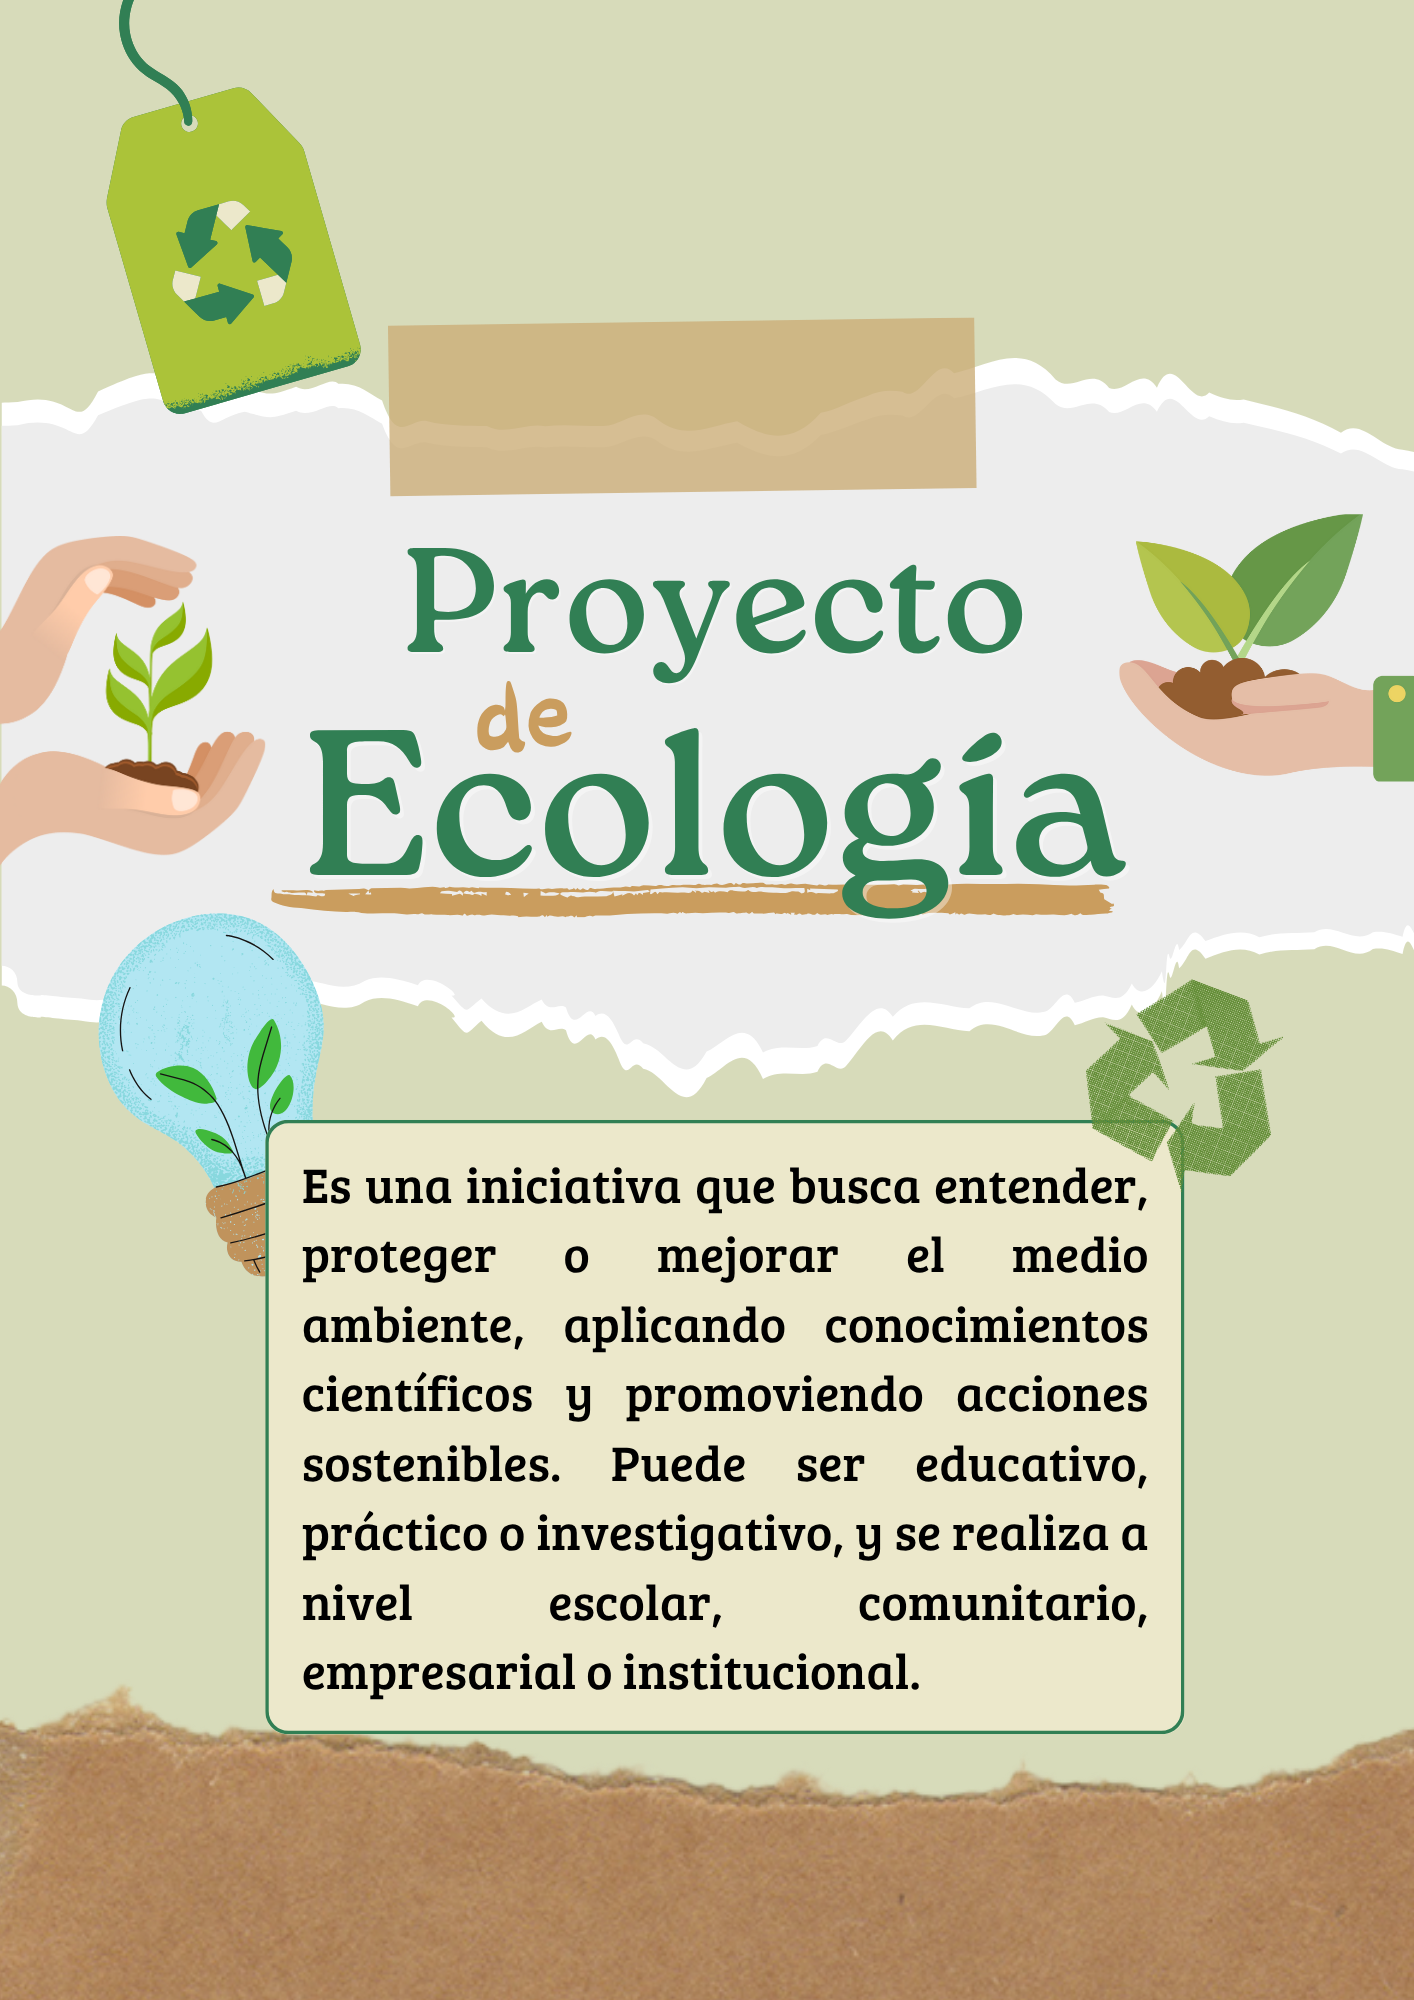 Proyecto
de
Ecología
Es una iniciativa que busca entender,
proteger o mejorar el medio
ambiente, aplicando conocimientos
científicos y promoviendo acciones
sostenibles. Puede ser educativo,
práctico o investigativo, y se realiza a
nivel escolar, comunitario,
empresarial o institucional.